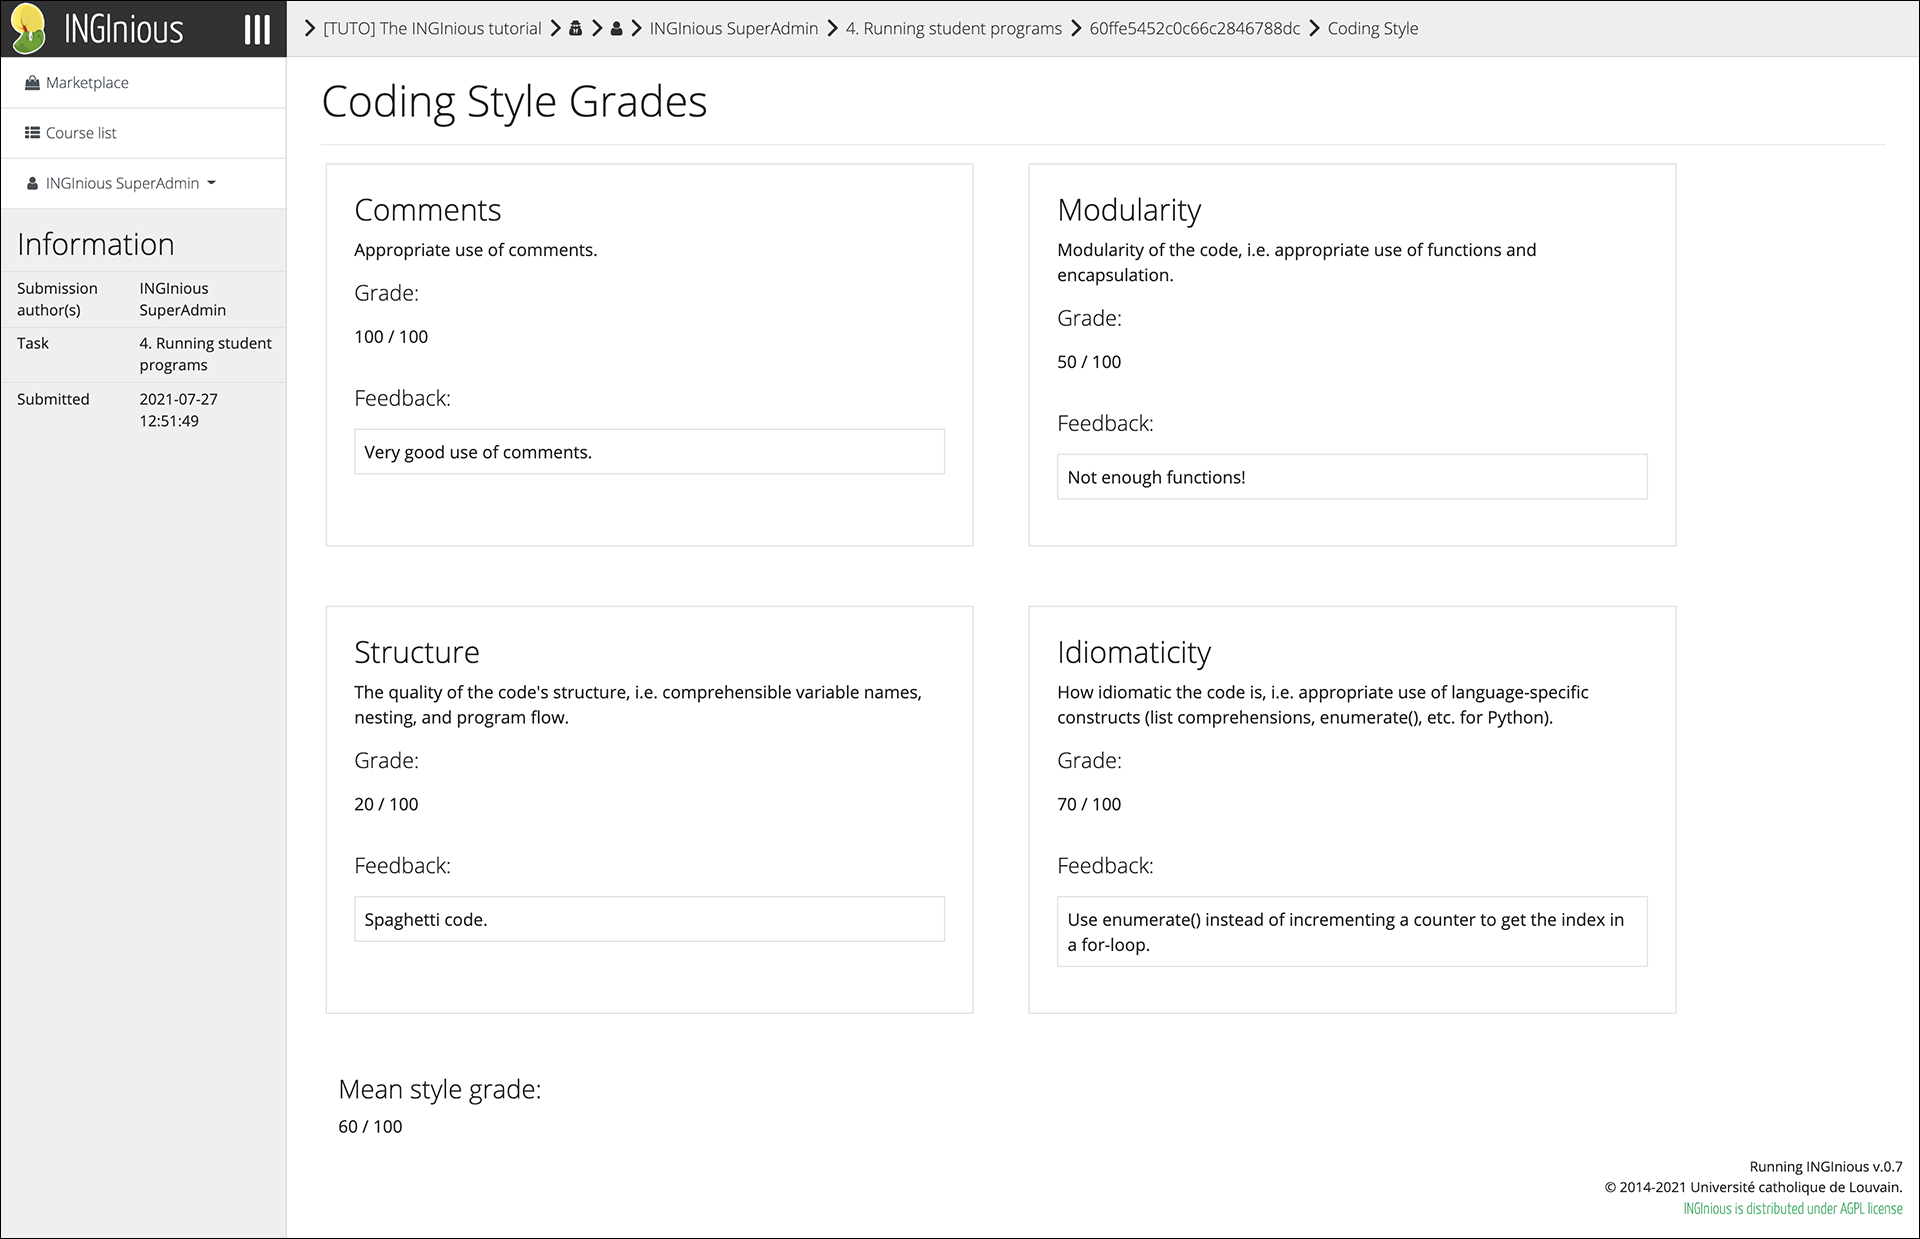 INGInious
[TUTO] The INGInious tutorial INGInious SuperAdmin 4. Running student programs 60ffe5452c0c66c2846788dc Coding Style
Marketplace
Course list
INGInious SuperAdmin
Information
Submission author(s) INGInious SuperAdmin
Task 4. Running student programs
Submitted 2021-07-27 12:51:49
Coding Style Grades
Comments
Appropriate use of comments.
Grade:
100 / 100
Feedback:
Very good use of comments.
Modularity
Modularity of the code, i.e. appropriate use of functions and
encapsulation.
Grade:
50 / 100
Feedback:
Not enough functions!
Structure
The quality of the code's structure, i.e. comprehensible variable names,
nesting, and program flow.
Grade:
20 / 100
Feedback:
Spaghetti code.
Idiomaticity
How idiomatic the code is, i.e. appropriate use of language-specific
constructs (list comprehensions, enumerate(), etc. for Python).
Grade:
70 / 100
Feedback:
Use enumerate() instead of incrementing a counter to get the index in
a for-loop.
Mean style grade:
60 / 100
Running INGInious v.0.7
© 2014-2021 Université catholique de Louvain.
INGInious is distributed under AGPL license